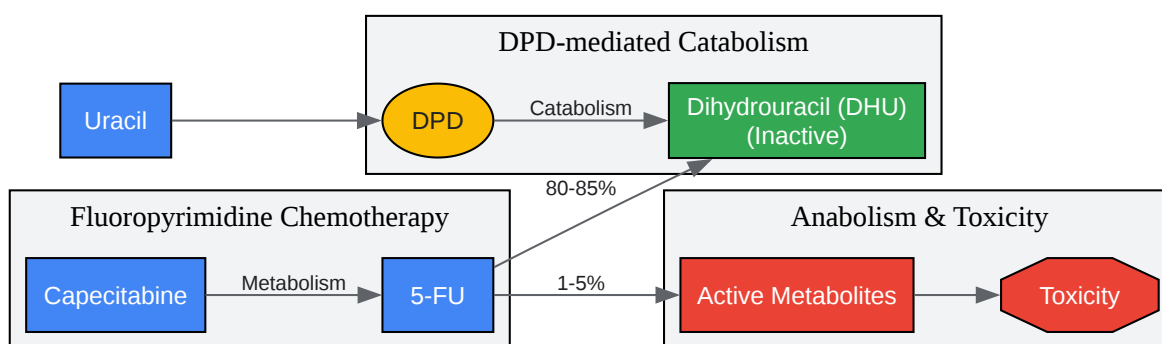 DPD-mediated Catabolism
Uracil
DPD
Catabolism
Dihydrouracil (DHU)
(Inactive)
80-85%
Fluoropyrimidine Chemotherapy
Capecitabine
Metabolism
5-FU
1-5%
Anabolism & Toxicity
Active Metabolites
Toxicity